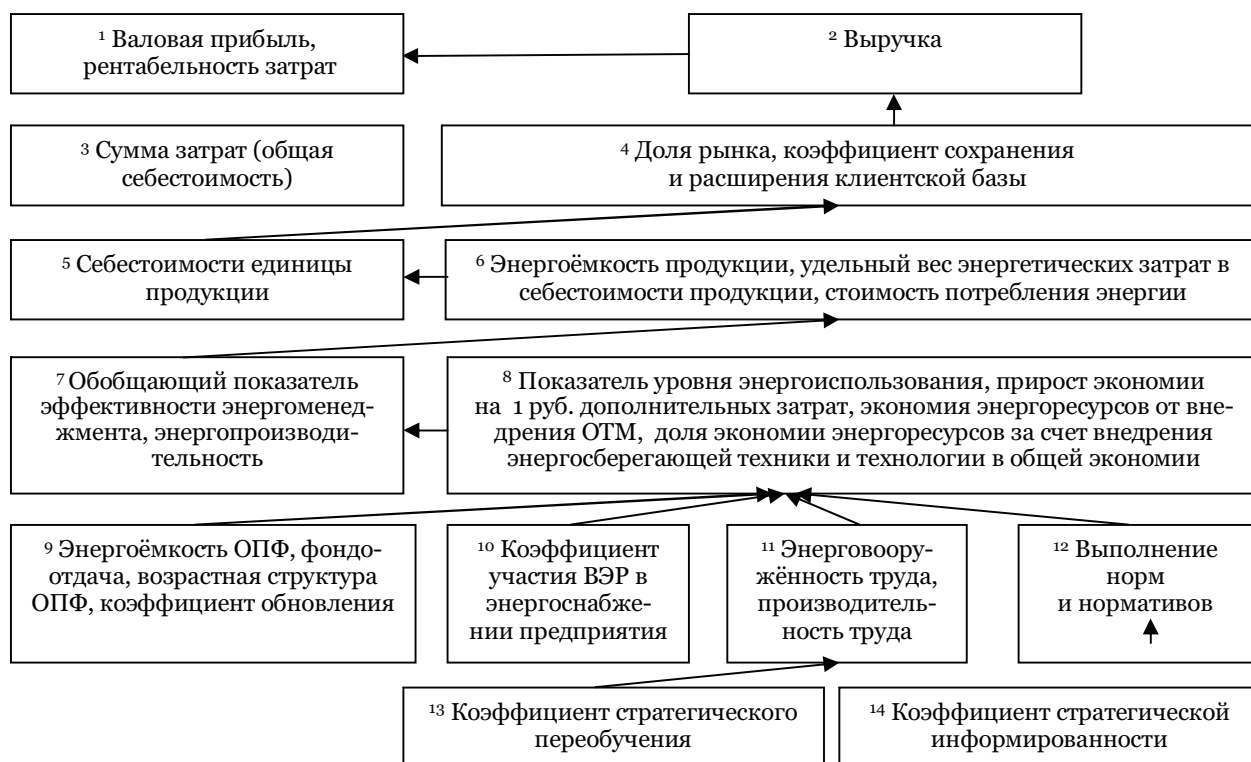 ¹ Валовая прибыль,
рентабельность затрат
² Выручка
³ Сумма затрат (общая
себестоимость)
⁴ Доля рынка, коэффициент сохранения
и расширения клиентской базы
⁵ Себестоимости единицы
продукции
⁶ Энергоёмкость продукции, удельный вес энергетических затрат в
себестоимости продукции, стоимость потребления энергии
⁷ Обобщающий показатель
эффективности энергоменед-
жмента, энергопроизводи-
тельность
⁸ Показатель уровня энергоиспользования, прирост экономии
на 1 руб. дополнительных затрат, экономия энергоресурсов от вне-
дрения ОТМ, доля экономии энергоресурсов за счет внедрения
энергосберегающей техники и технологии в общей экономии
⁹ Энергоёмкость ОПФ, фондо-
отдача, возрастная структура
ОПФ, коэффициент обновления
¹⁰ Коэффициент
участия ВЭР в
энергоснабже-
нии предприятия
¹¹ Энерговоору-
жённость труда,
производитель-
ность труда
¹² Выполнение
норм
и нормативов
¹³ Коэффициент стратегического
переобучения
¹⁴ Коэффициент стратегической
информированности